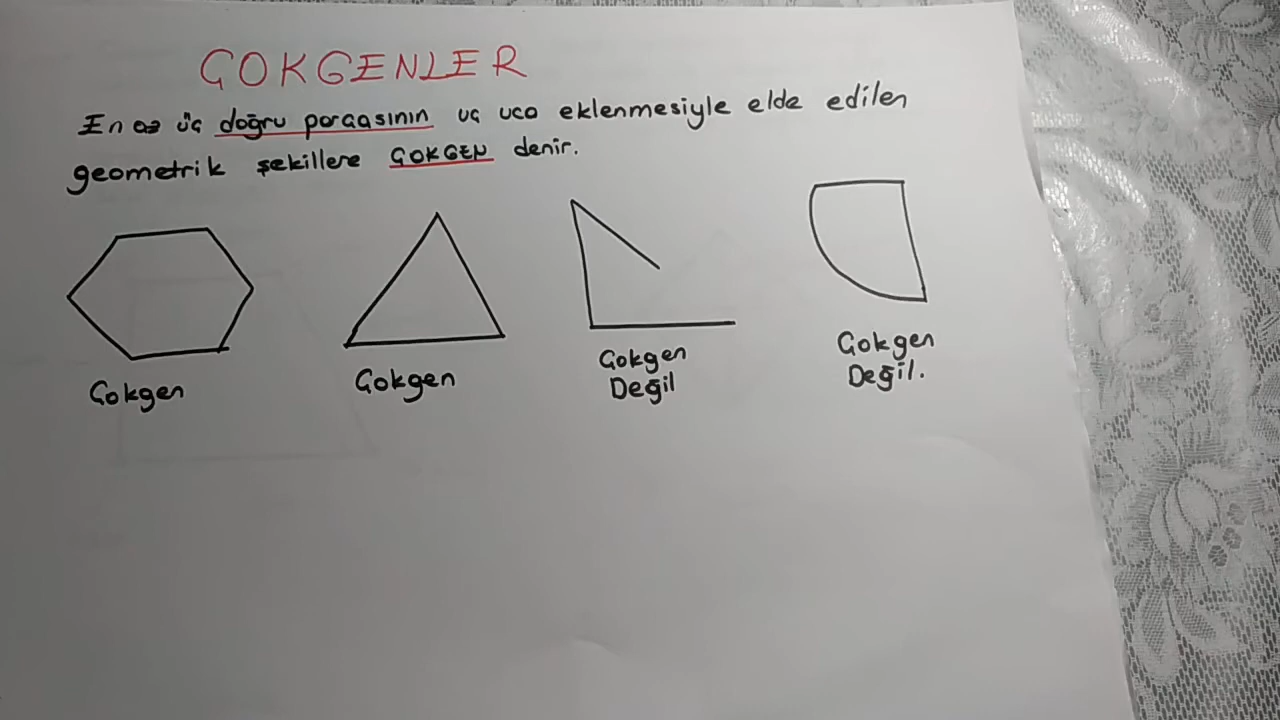 ÇOKGENLER
En az üç doğru parçasının uç uca eklenmesiyle elde edilen
geometrik şekillere ÇOKGEN denir.
Çokgen
Çokgen
Çokgen
Değil
Çokgen
Değil.